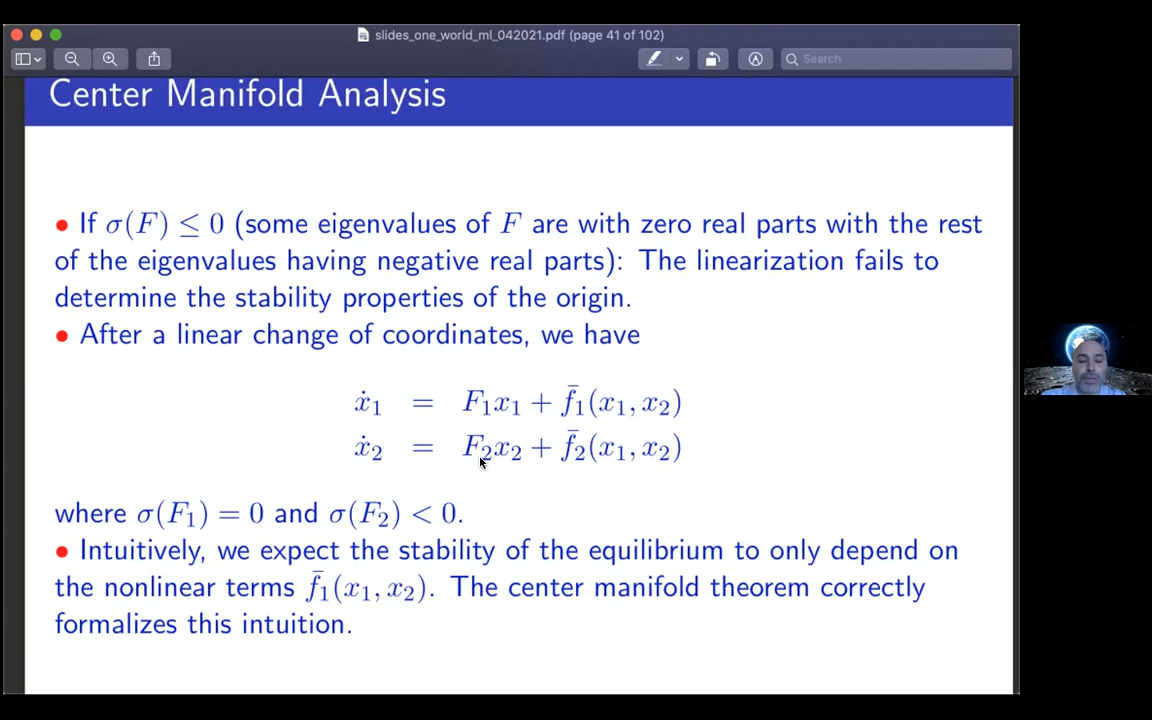 slides_one_world_ml_042021.pdf (page 41 of 102)
Search
Center Manifold Analysis
• If σ(F) ≤ 0 (some eigenvalues of F are with zero real parts with the rest
of the eigenvalues having negative real parts): The linearization fails to
determine the stability properties of the origin.
• After a linear change of coordinates, we have
ẋ₁ = F₁x₁ + f̄₁(x₁, x₂)
ẋ₂ = F₂x₂ + f̄₂(x₁, x₂)
where σ(F₁) = 0 and σ(F₂) < 0.
• Intuitively, we expect the stability of the equilibrium to only depend on
the nonlinear terms f̄₁(x₁, x₂). The center manifold theorem correctly
formalizes this intuition.